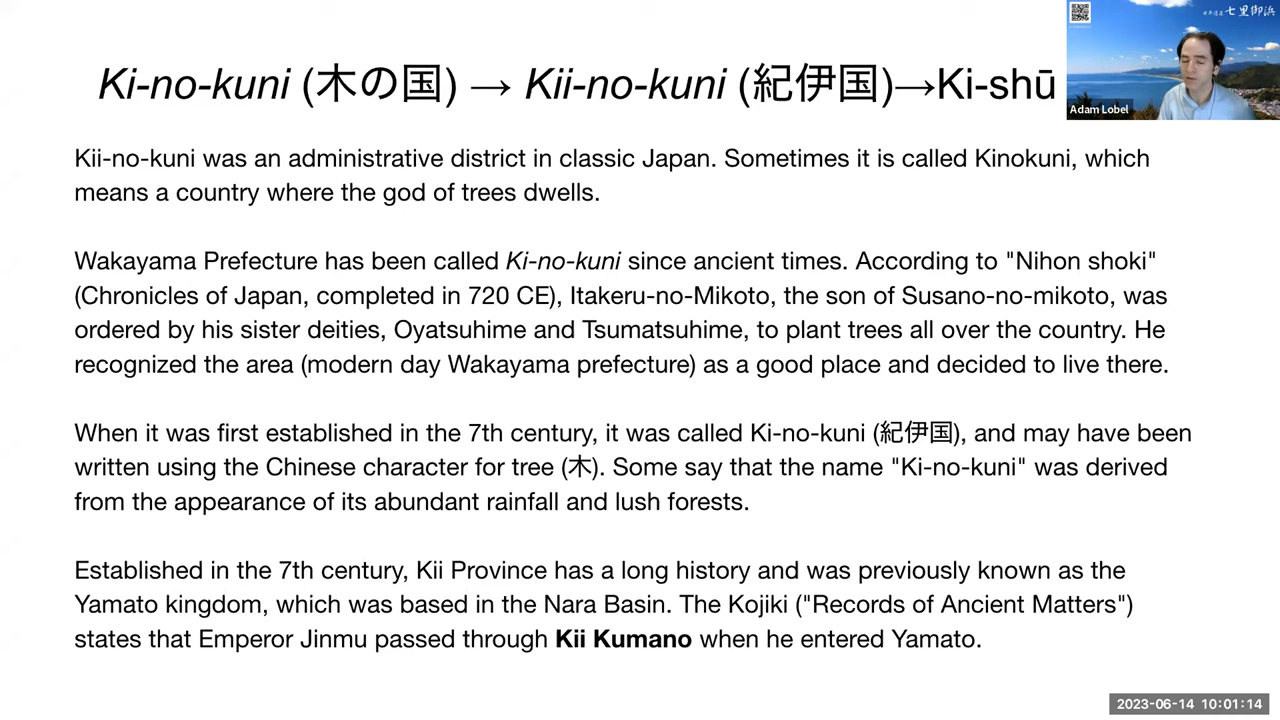 世界遺産 七里御浜
Ki-no-kuni (木の国) → Kii-no-kuni (紀伊国)→Ki-shū
Adam Lobel
Kii-no-kuni was an administrative district in classic Japan. Sometimes it is called Kinokuni, which
means a country where the god of trees dwells.
Wakayama Prefecture has been called Ki-no-kuni since ancient times. According to "Nihon shoki"
(Chronicles of Japan, completed in 720 CE), Itakeru-no-Mikoto, the son of Susano-no-mikoto, was
ordered by his sister deities, Oyatsuhime and Tsumatsuhime, to plant trees all over the country. He
recognized the area (modern day Wakayama prefecture) as a good place and decided to live there.
When it was first established in the 7th century, it was called Ki-no-kuni (紀伊国), and may have been
written using the Chinese character for tree (木). Some say that the name "Ki-no-kuni" was derived
from the appearance of its abundant rainfall and lush forests.
Established in the 7th century, Kii Province has a long history and was previously known as the
Yamato kingdom, which was based in the Nara Basin. The Kojiki ("Records of Ancient Matters")
states that Emperor Jinmu passed through Kii Kumano when he entered Yamato.
2023-06-14 10:01:14